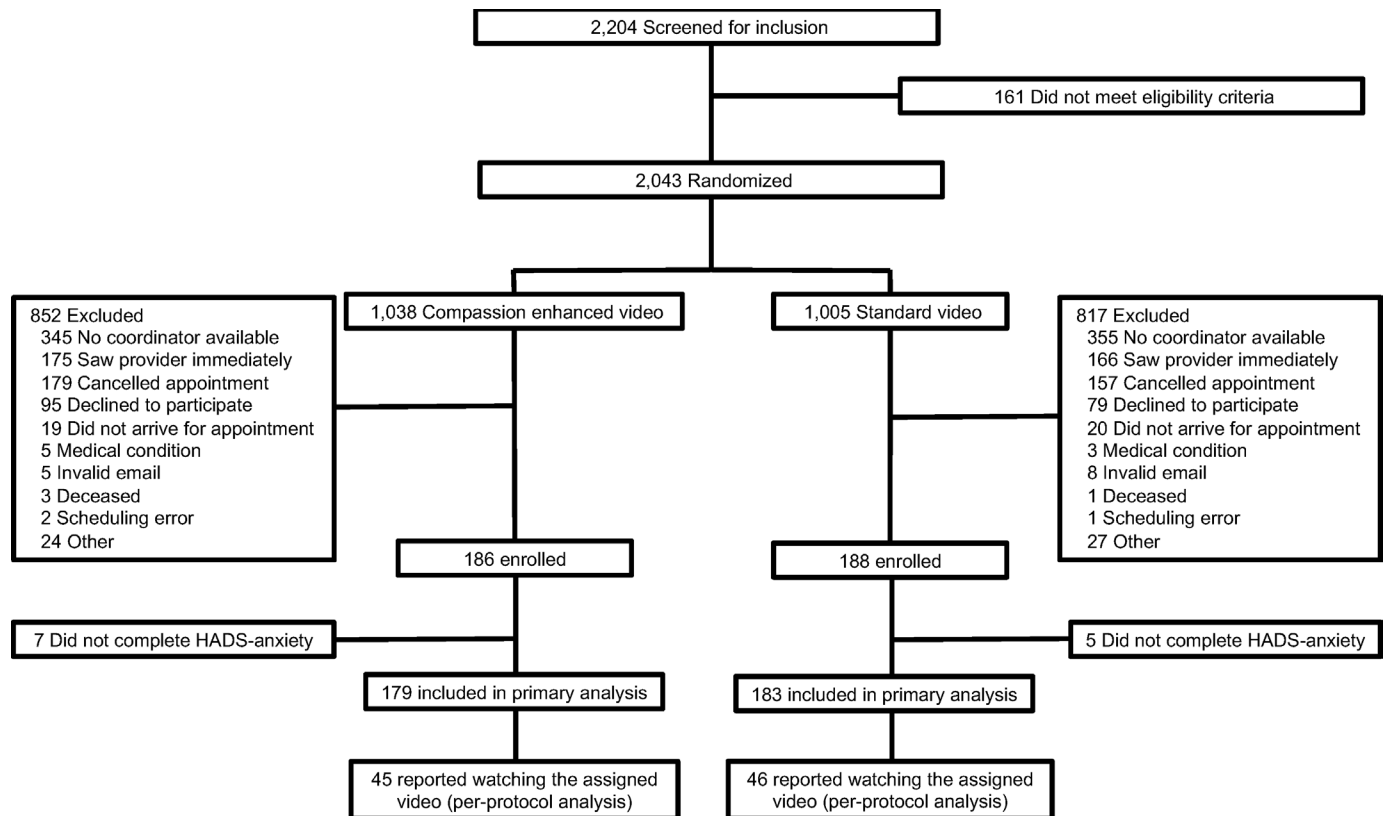 2,204 Screened for inclusion
161 Did not meet eligibility criteria
2,043 Randomized
1,038 Compassion enhanced video
1,005 Standard video
852 Excluded
345 No coordinator available
175 Saw provider immediately
179 Cancelled appointment
95 Declined to participate
19 Did not arrive for appointment
5 Medical condition
5 Invalid email
3 Deceased
2 Scheduling error
24 Other
817 Excluded
355 No coordinator available
166 Saw provider immediately
157 Cancelled appointment
79 Declined to participate
20 Did not arrive for appointment
3 Medical condition
8 Invalid email
1 Deceased
1 Scheduling error
27 Other
186 enrolled
188 enrolled
7 Did not complete HADS-anxiety
5 Did not complete HADS-anxiety
179 included in primary analysis
183 included in primary analysis
45 reported watching the assigned
video (per-protocol analysis)
46 reported watching the assigned
video (per-protocol analysis)